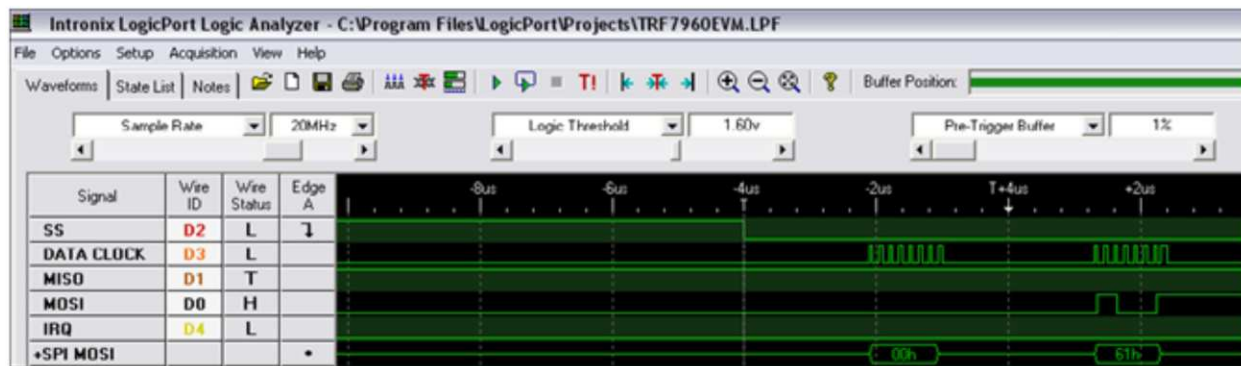 Intronix LogicPort Logic Analyzer - C:\Program Files\LogicPort\Projects\TRF7960EVM.LPF
File Options Setup Acquisition View Help
Waveforms State List Notes T! Buffer Position:
Sample Rate 20MHz Logic Threshold 1.60v Pre-Trigger Buffer 1%
Signal Wire ID Wire Status Edge A -8us -6us -4us -2us T+4us +2us
SS D2 L
DATA CLOCK D3 L
MISO D1 T
MOSI D0 H
IRQ D4 L
+SPI MOSI 00h 61h